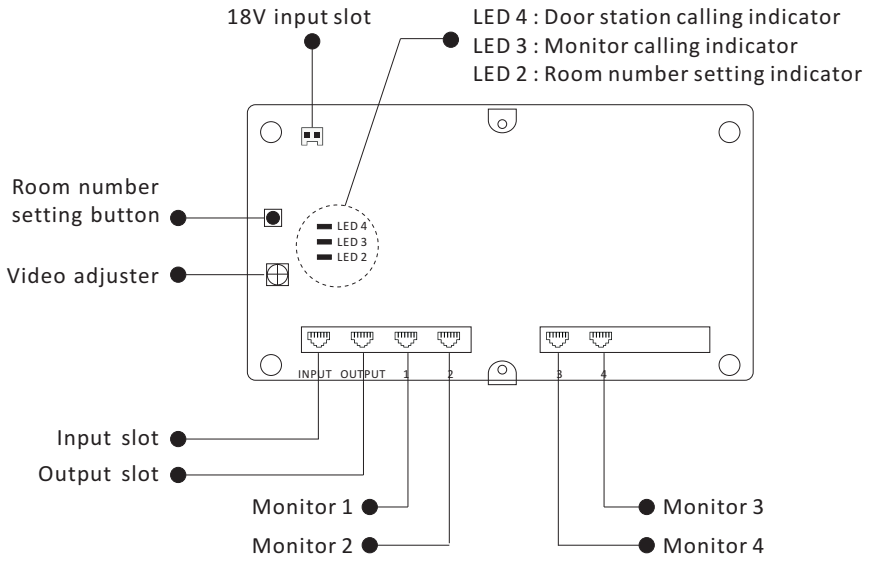 18V input slot
LED 4 : Door station calling indicator
LED 3 : Monitor calling indicator
LED 2 : Room number setting indicator
Room number
setting button
LED 4
LED 3
LED 2
Video adjuster
INPUT OUTPUT 1 2 3 4
Input slot
Output slot
Monitor 1
Monitor 3
Monitor 2
Monitor 4